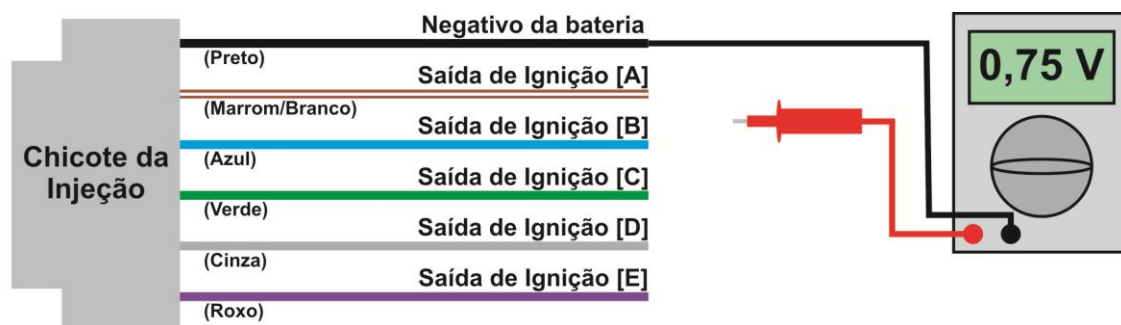 Negativo da bateria
(Preto)
Saída de Ignição [A]
(Marrom/Branco)
Saída de Ignição [B]
(Azul)
Saída de Ignição [C]
(Verde)
Saída de Ignição [D]
(Cinza)
Saída de Ignição [E]
(Roxo)
Chicote da
Injeção
0,75 V